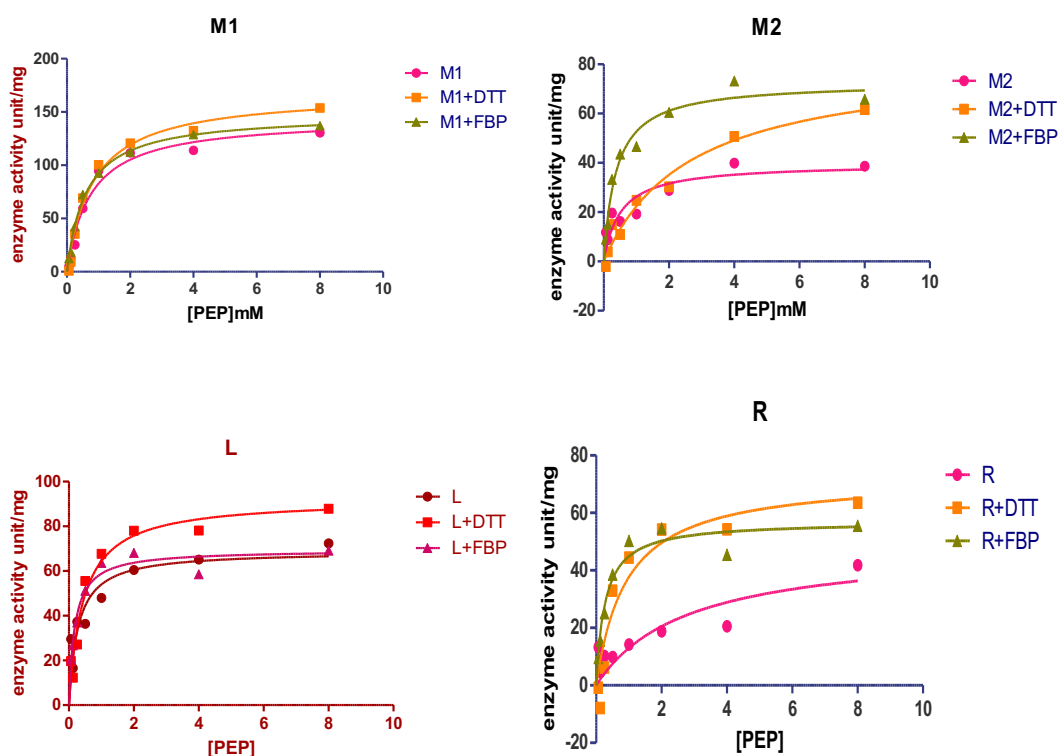 M1
enzyme activity unit/mg
200
150
100
50
0
0
2
4
6
8
10
[PEP]mM
M1
M1+DTT
M1+FBP
M2
enzyme activity unit/mg
80
60
40
20
0
-20
2
4
6
8
10
[PEP]mM
M2
M2+DTT
M2+FBP
L
enzyme activity unit/mg
100
80
60
40
20
0
0
2
4
6
8
10
[PEP]
L
L+DTT
L+FBP
R
enzyme activity unit/mg
80
60
40
20
0
-20
2
4
6
8
10
[PEP]
R
R+DTT
R+FBP